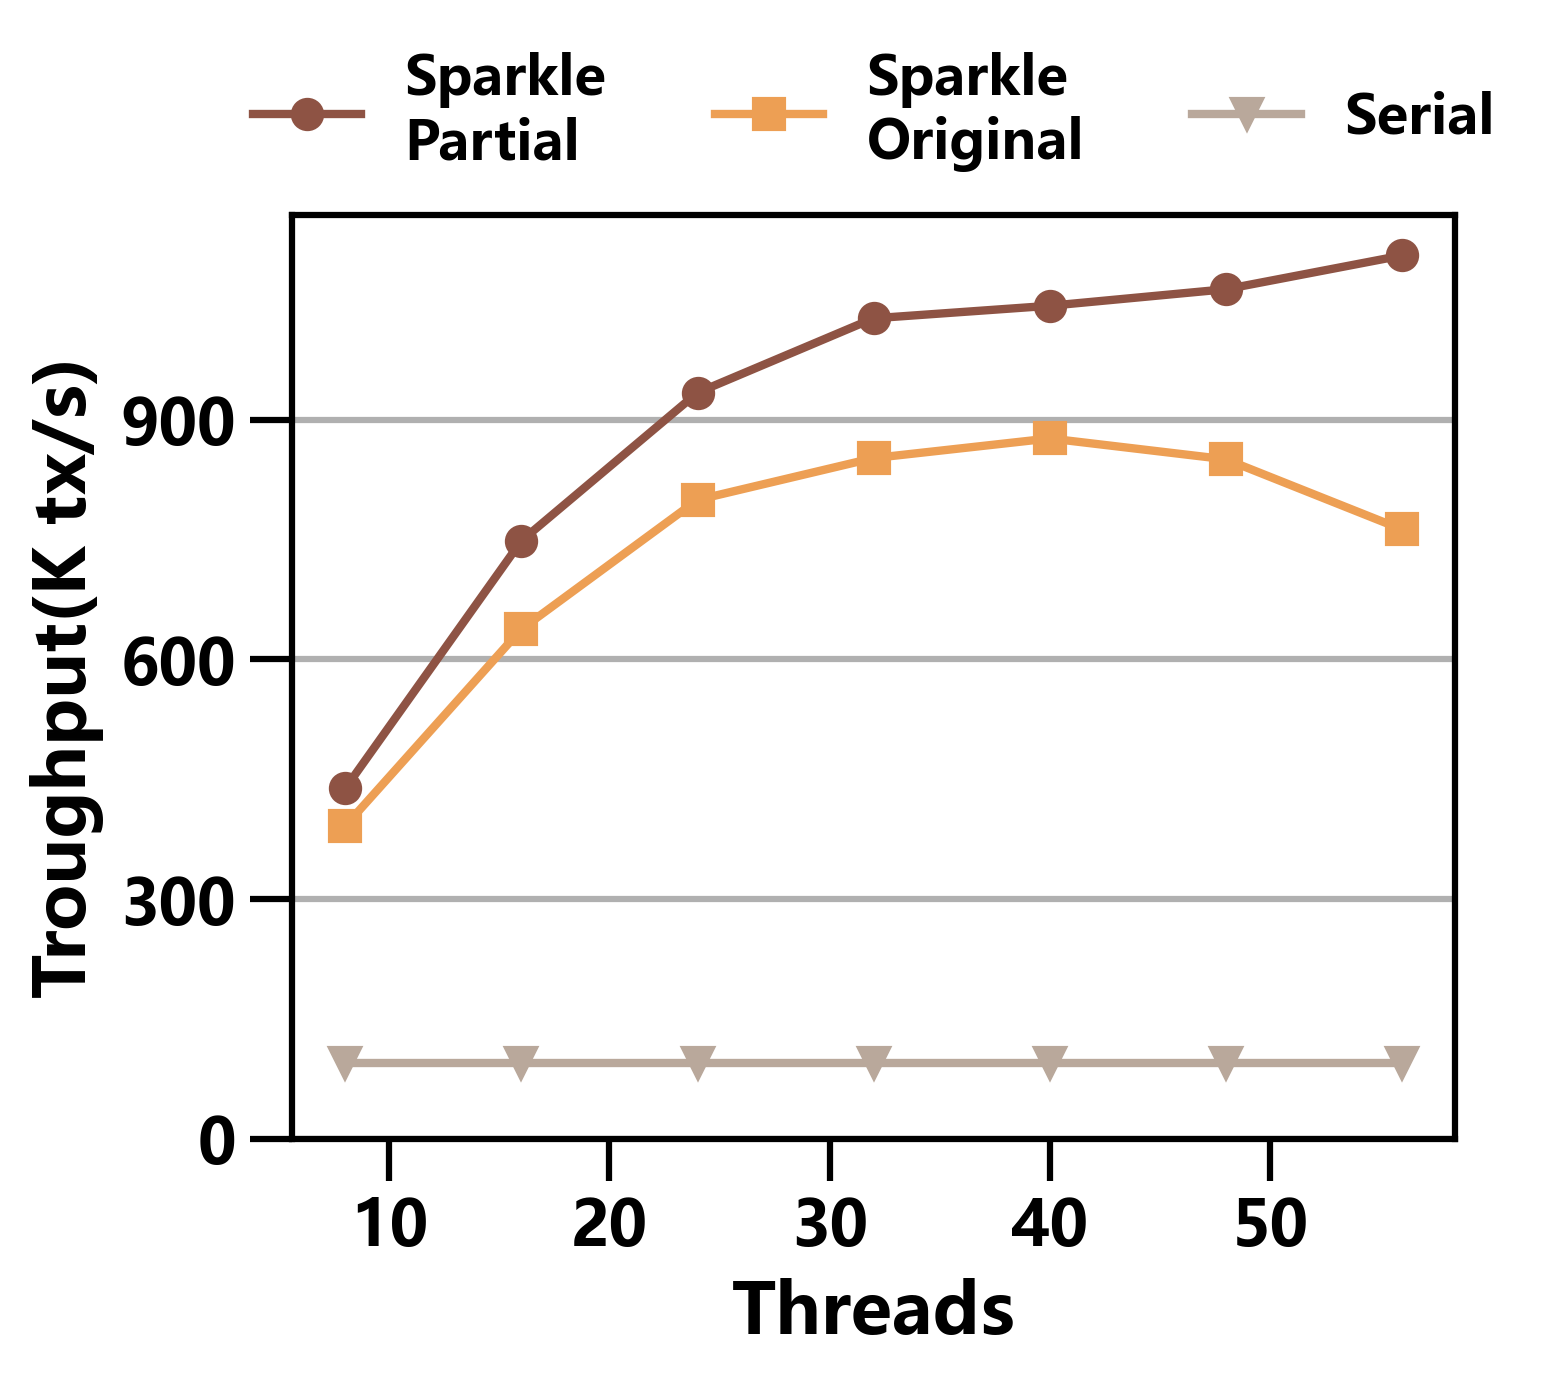 Sparkle
Partial
Sparkle
Original
Serial
Troughput(K tx/s)
900
600
300
0
10 20 30 40 50
Threads